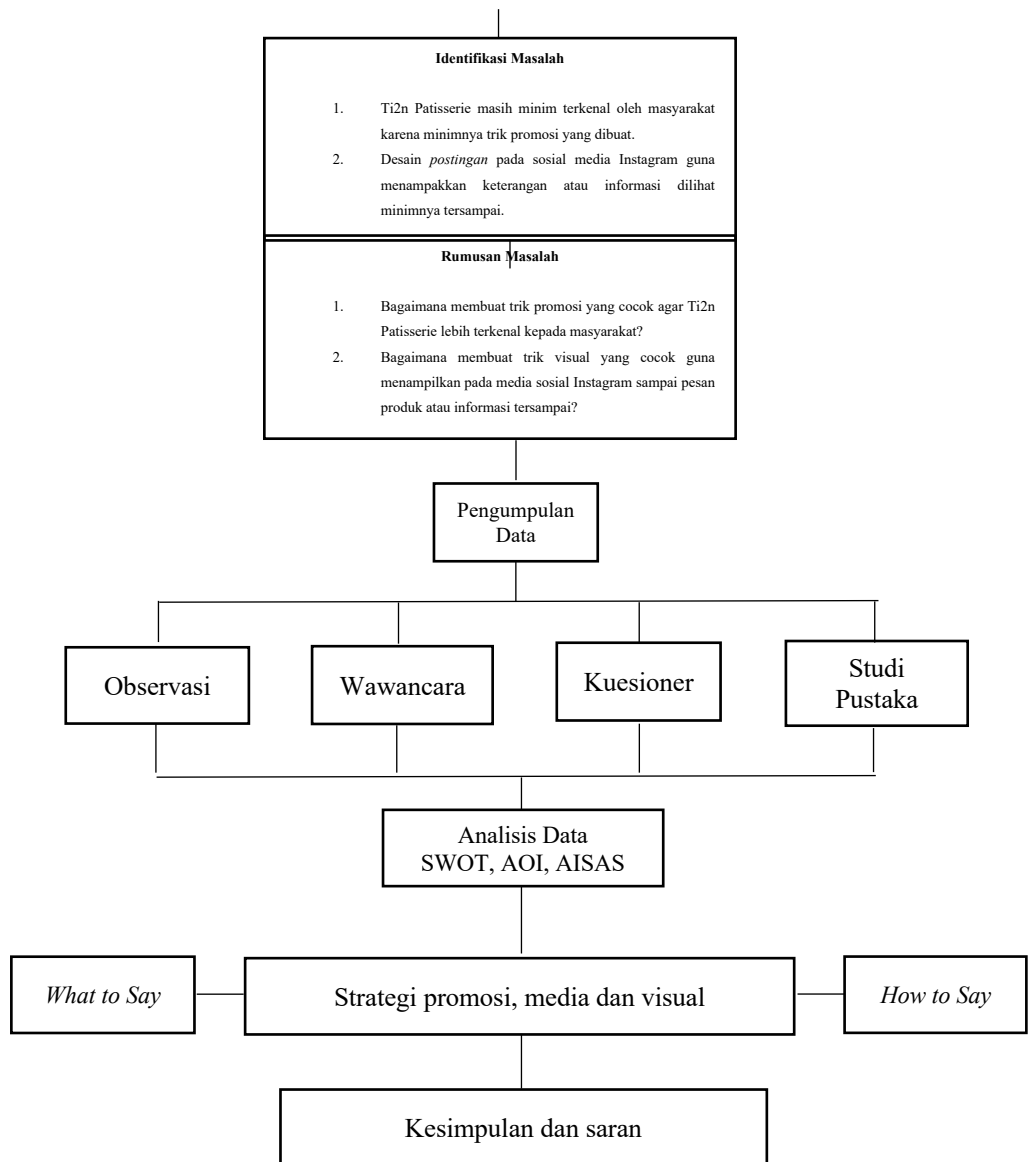 Identifikasi Masalah
1. Ti2n Patisserie masih minim terkenal oleh masyarakat
karena minimnya trik promosi yang dibuat.
2. Desain postingan pada sosial media Instagram guna
menampakkan keterangan atau informasi dilihat
minimnya tersampai.
Rumusan Masalah
1. Bagaimana membuat trik promosi yang cocok agar Ti2n
Patisserie lebih terkenal kepada masyarakat?
2. Bagaimana membuat trik visual yang cocok guna
menampilkan pada media sosial Instagram sampai pesan
produk atau informasi tersampai?
Pengumpulan
Data
Observasi
Wawancara
Kuesioner
Studi
Pustaka
Analisis Data
SWOT, AOI, AISAS
What to Say
Strategi promosi, media dan visual
How to Say
Kesimpulan dan saran